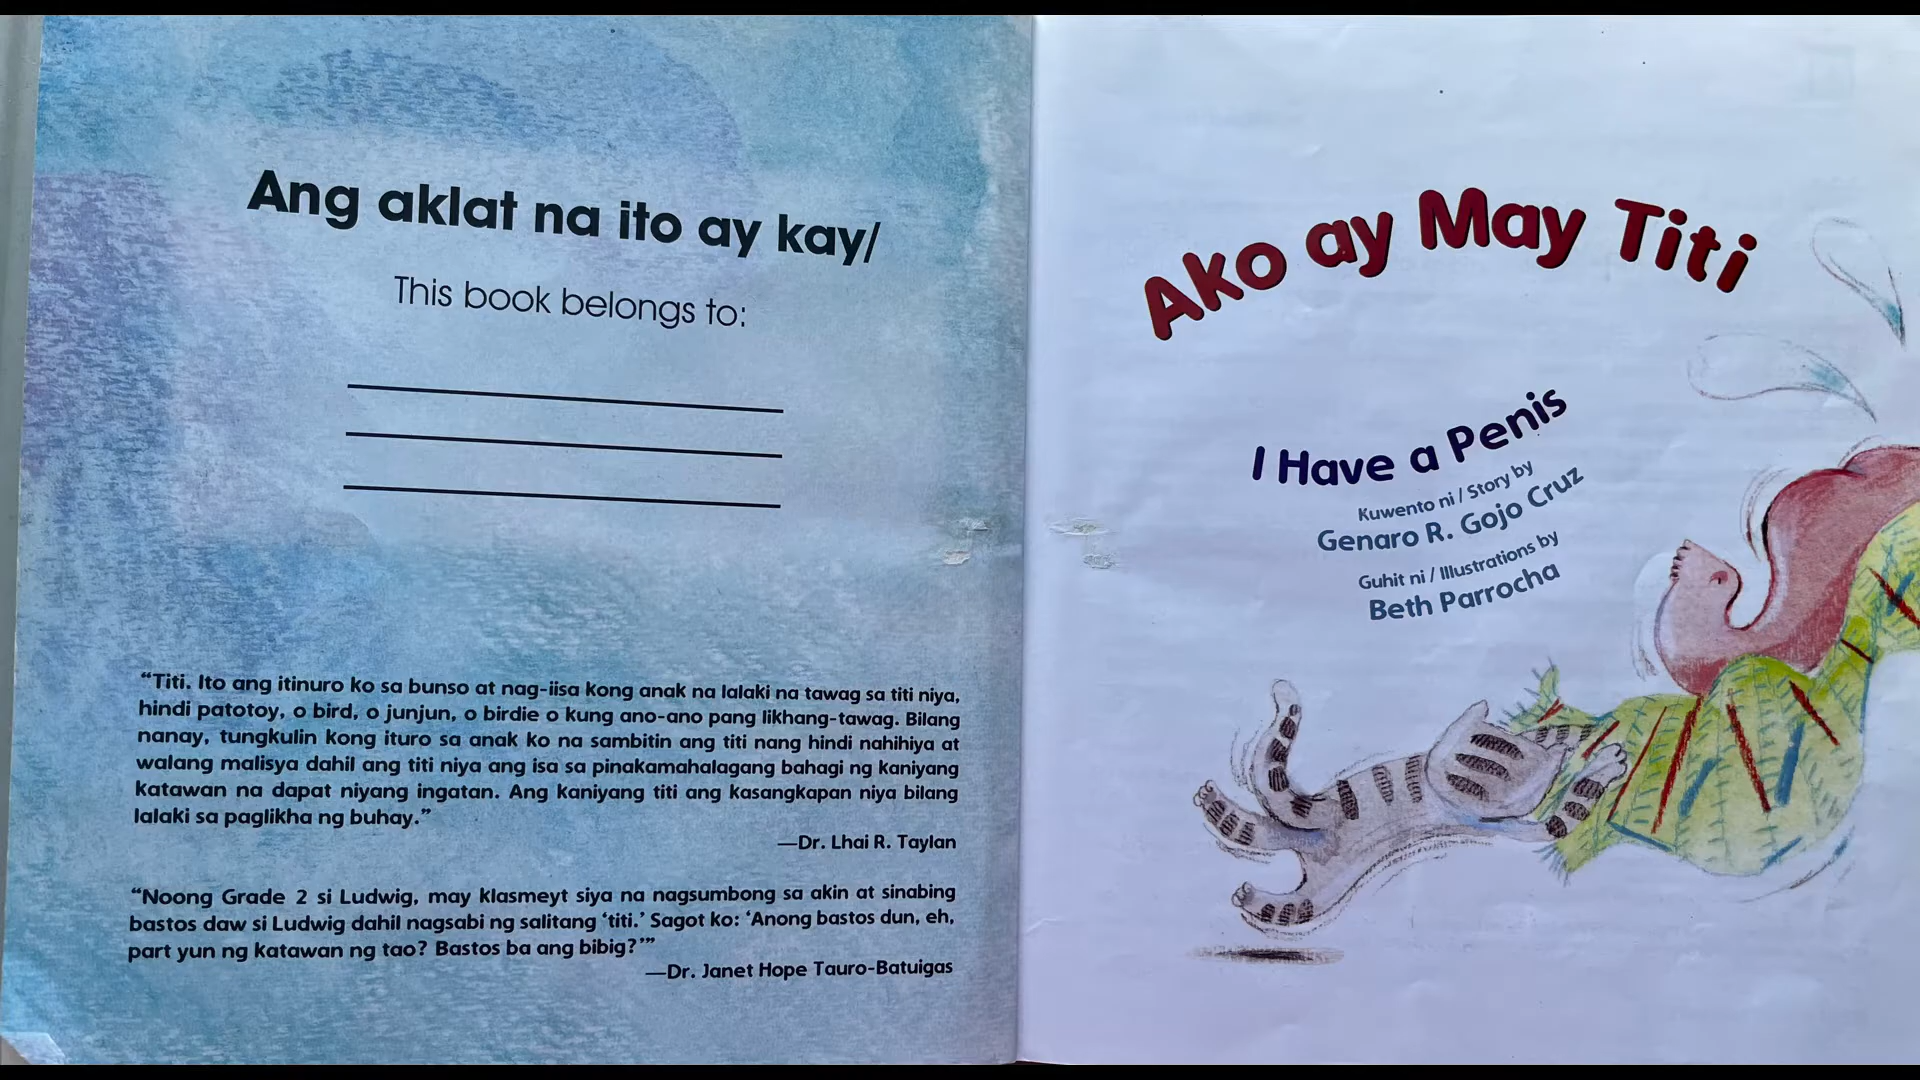 Ang aklat na ito ay kay/
This book belongs to:
“Titi. Ito ang itinuro ko sa bunso at nag-iisa kong anak na lalaki na tawag sa titi niya,
hindi patotoy, o bird, o junjun, o birdie o kung ano-ano pang likhang-tawag. Bilang
nanay, tungkulin kong ituro sa anak ko na sambitin ang titi nang hindi nahihiya at
walang malisya dahil ang titi niya ang isa sa pinakamahalagang bahagi ng kaniyang
katawan na dapat niyang ingatan. Ang kaniyang titi ang kasangkapan niya bilang
lalaki sa paglikha ng buhay.”
—Dr. Lhai R. Taylan
“Noong Grade 2 si Ludwig, may klasmeyt siya na nagsumbong sa akin at sinabing
bastos daw si Ludwig dahil nagsabi ng salitang ‘titi.’ Sagot ko: ‘Anong bastos dun, eh,
part yun ng katawan ng tao? Bastos ba ang bibig?’”
—Dr. Janet Hope Tauro-Batuigas
Ako ay May Titi
I Have a Penis
Kuwento ni / Story by
Genaro R. Gojo Cruz
Guhit ni / Illustrations by
Beth Parrocha